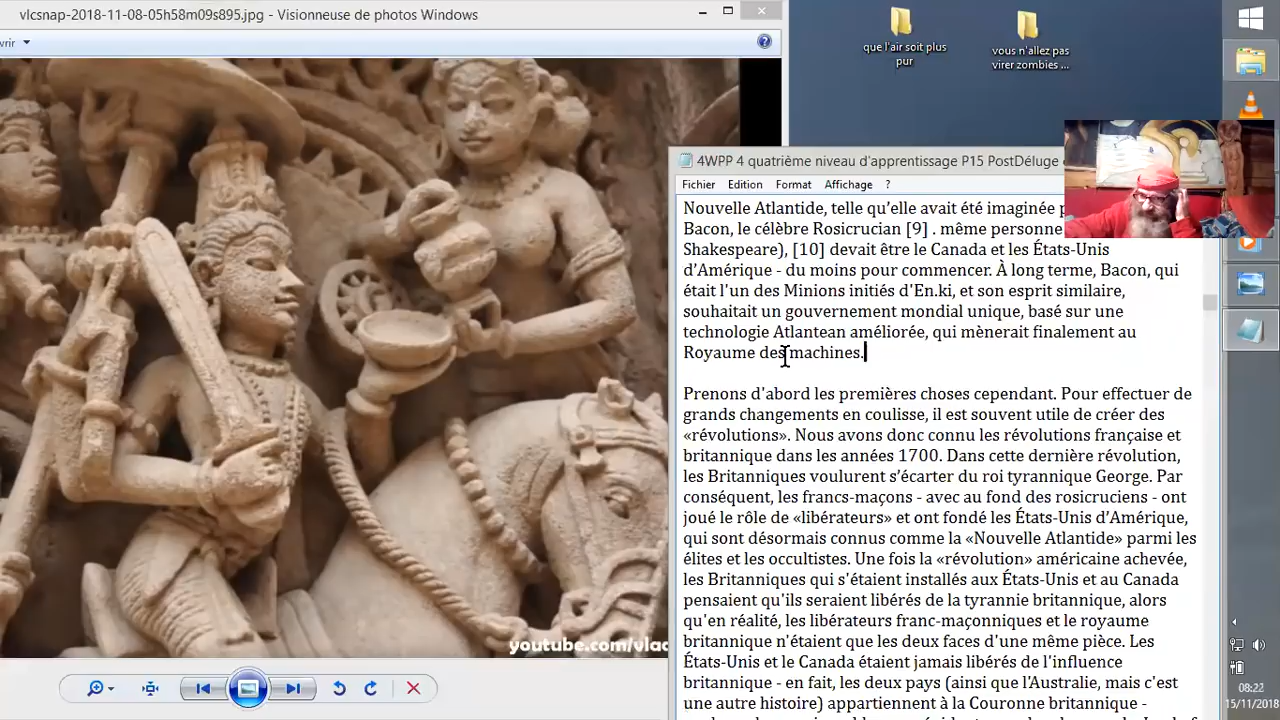 vlcsnap-2018-11-08-05h58m09s895.jpg - Visionneuse de photos Windows
vrir
que l'air soit plus
pur
vous n'allez pas
virer zombies ...
4WPP 4 quatrième niveau d'apprentissage P15 PostDéluge
Fichier Edition Format Affichage ?
Nouvelle Atlantide, telle qu'elle avait été imaginée
Bacon, le célèbre Rosicrucian [9] . même personne
Shakespeare), [10] devait être le Canada et les États-Unis
d'Amérique - du moins pour commencer. À long terme, Bacon, qui
était l'un des Minions initiés d'En.ki, et son esprit similaire,
souhaitait un gouvernement mondial unique, basé sur une
technologie Atlantean améliorée, qui mènerait finalement au
Royaume des machines.
Prenons d'abord les premières choses cependant. Pour effectuer de
grands changements en coulisse, il est souvent utile de créer des
«révolutions». Nous avons donc connu les révolutions française et
britannique dans les années 1700. Dans cette dernière révolution,
les Britanniques voulurent s'écarter du roi tyrannique George. Par
conséquent, les francs-maçons - avec au fond des rosicruciens - ont
joué le rôle de «libérateurs» et ont fondé les États-Unis d'Amérique,
qui sont désormais connus comme la «Nouvelle Atlantide» parmi les
élites et les occultistes. Une fois la «révolution» américaine achevée,
les Britanniques qui s'étaient installés aux États-Unis et au Canada
pensaient qu'ils seraient libérés de la tyrannie britannique, alors
qu'en réalité, les libérateurs franc-maçonniques et le royaume
britannique n'étaient que les deux faces d'une même pièce. Les
États-Unis et le Canada étaient jamais libérés de l'influence
britannique - en fait, les deux pays (ainsi que l'Australie, mais c'est
une autre histoire) appartiennent à la Couronne britannique -
youtube.com/vlad
08:22
15/11/2018